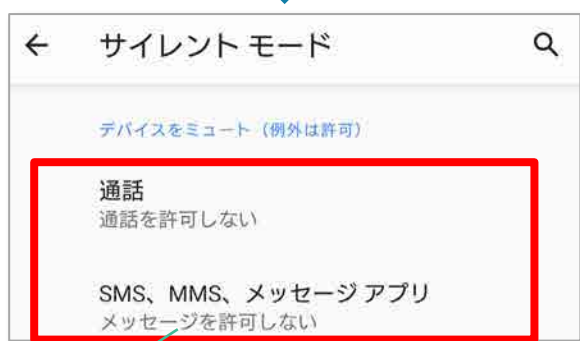 サイレント モード
デバイスをミュート（例外は許可）
通話
通話を許可しない
SMS、MMS、メッセージ アプリ
メッセージを許可しない